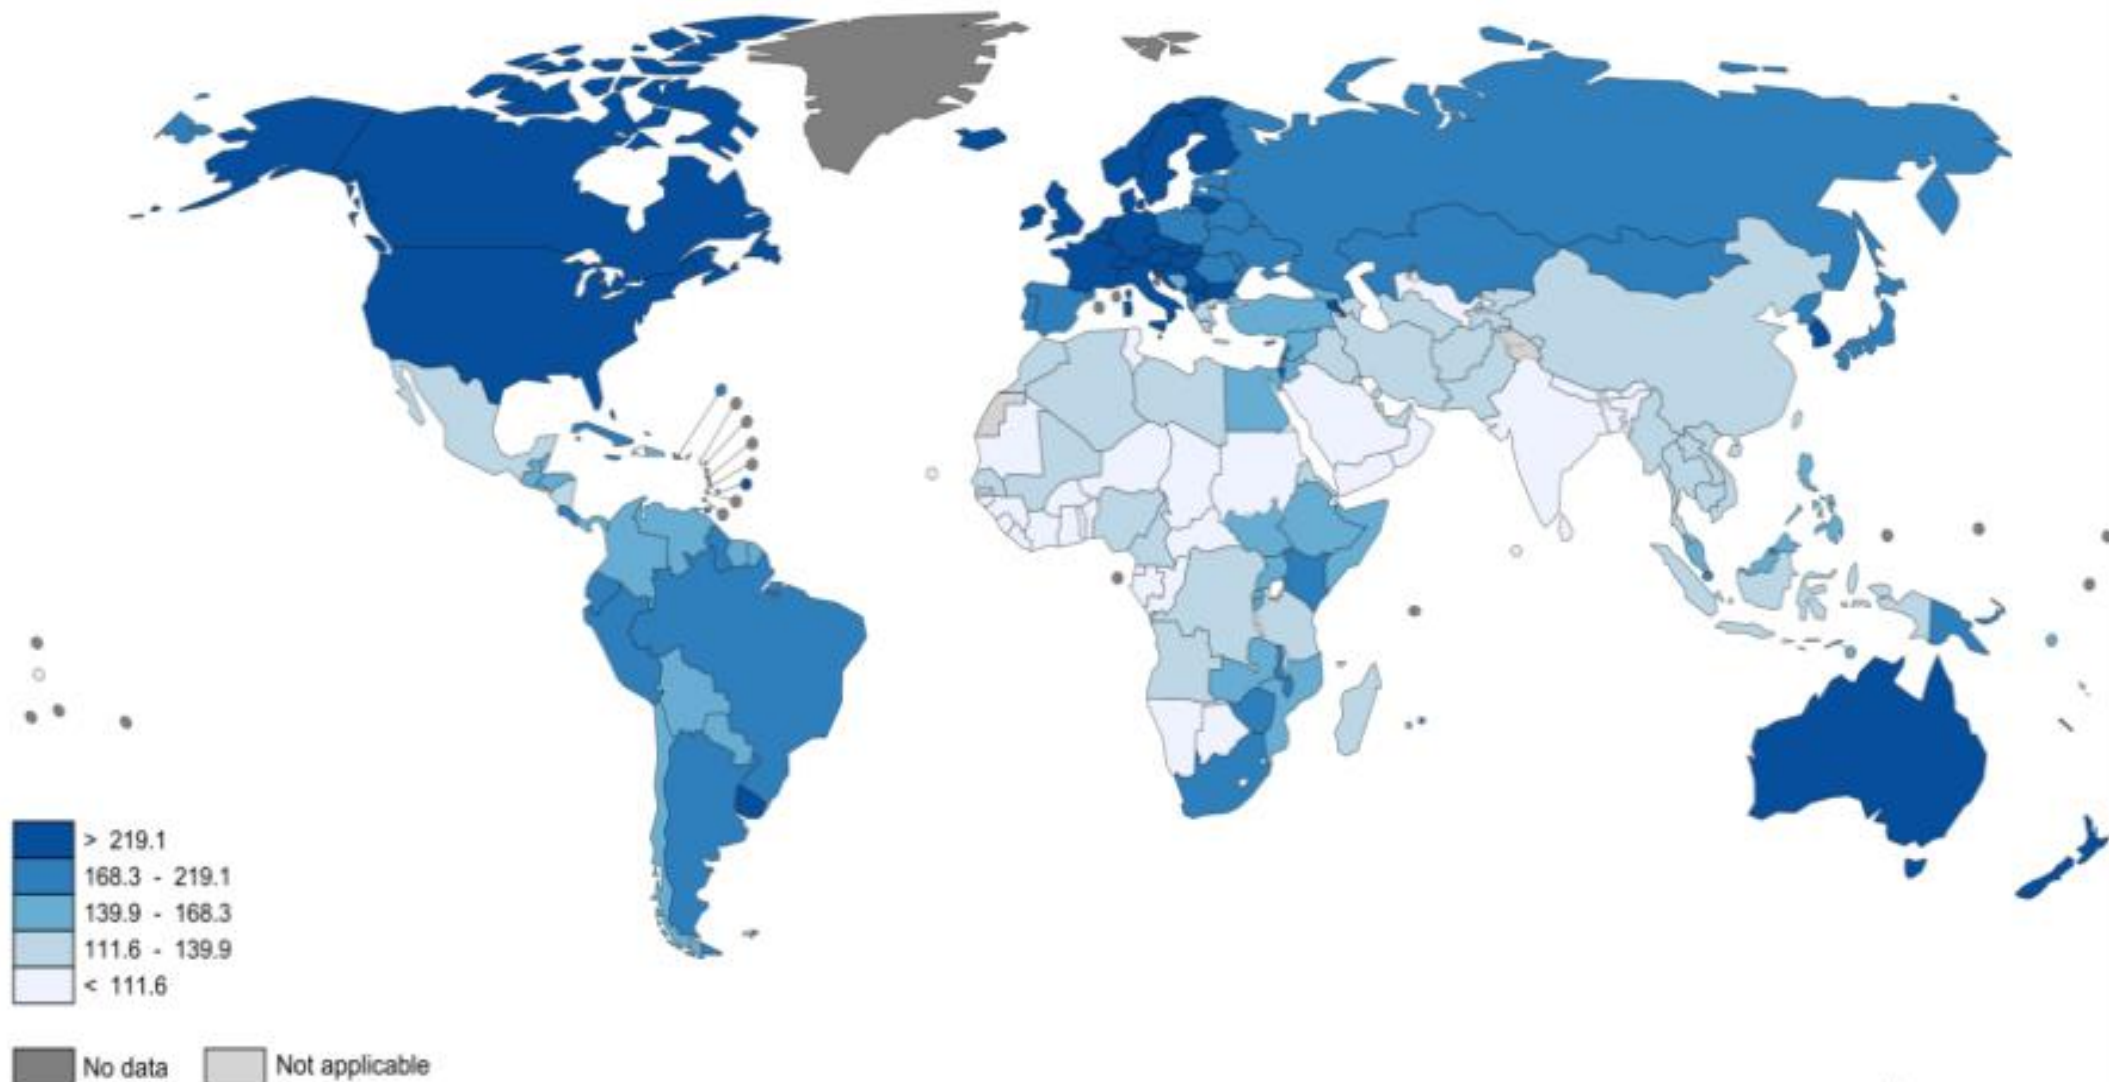 > 219.1
168.3 - 219.1
139.9 - 168.3
111.6 - 139.9
< 111.6
No data
Not applicable